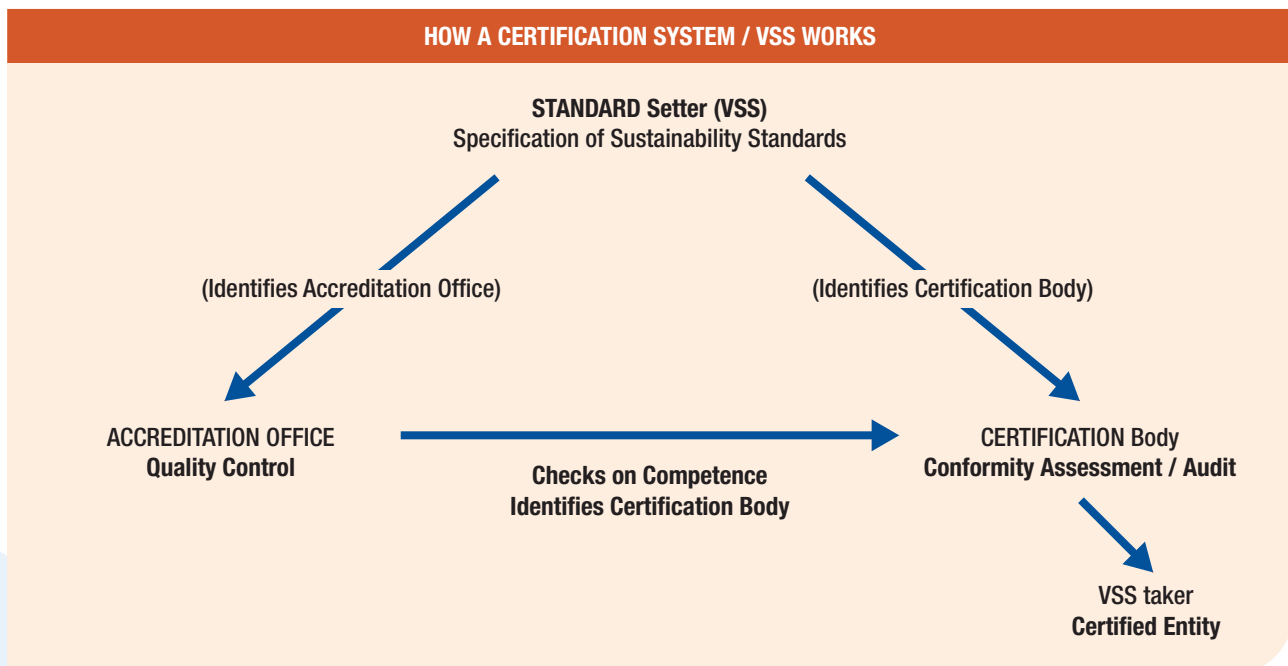 HOW A CERTIFICATION SYSTEM / VSS WORKS
STANDARD Setter (VSS)
Specification of Sustainability Standards
(Identifies Accreditation Office)
(Identifies Certification Body)
ACCREDITATION OFFICE
Quality Control
Checks on Competence
Identifies Certification Body
CERTIFICATION Body
Conformity Assessment / Audit
VSS taker
Certified Entity